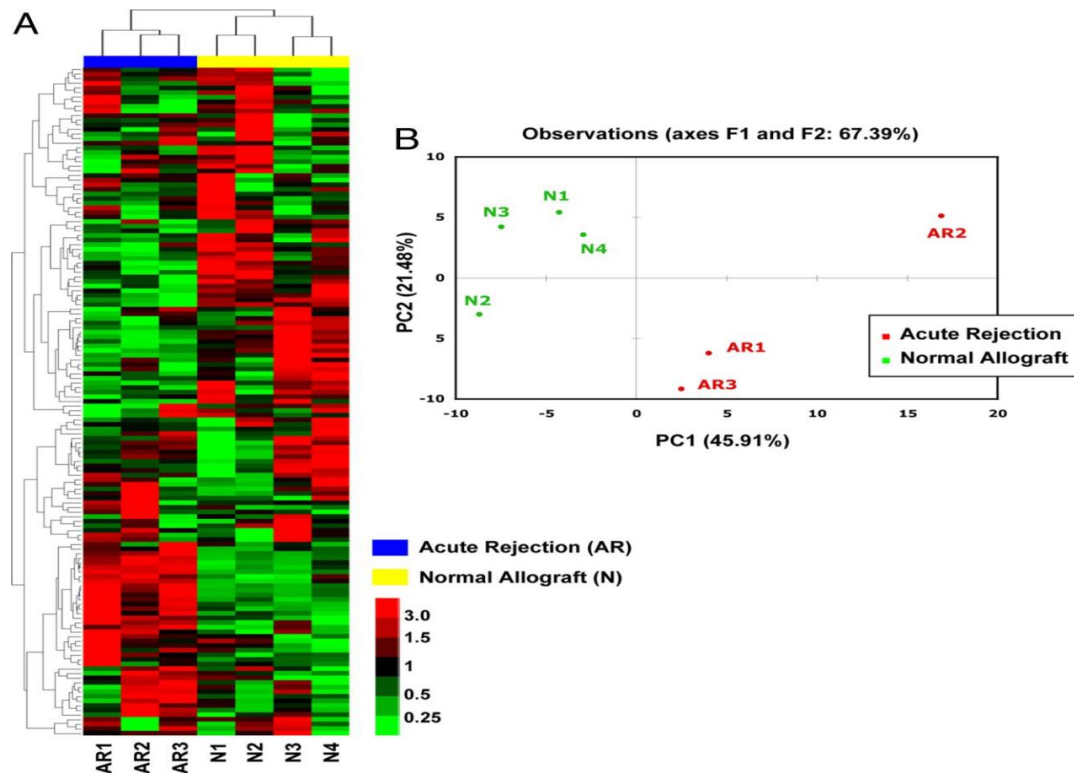 A
Acute Rejection (AR)
Normal Allograft (N)
3.0
1.5
1
0.5
0.25
AR1 AR2 AR3 N1 N2 N3 N4
B
Observations (axes F1 and F2: 67.39%)
PC2 (21.48%)
10
5
0
5
-10
N1
N3
N4
N2
AR2
AR1
AR3
Acute Rejection
Normal Allograft
-10 -5 0 5 10 15 20
PC1 (45.91%)